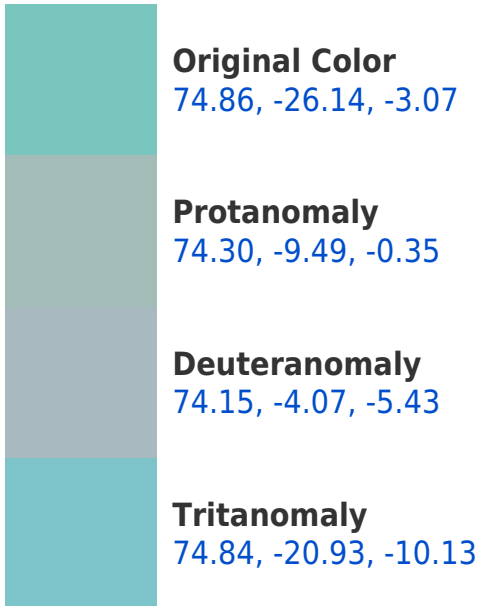 Original Color
74.86, -26.14, -3.07
Protanomaly
74.30, -9.49, -0.35
Deuteranomaly
74.15, -4.07, -5.43
Tritanomaly
74.84, -20.93, -10.13